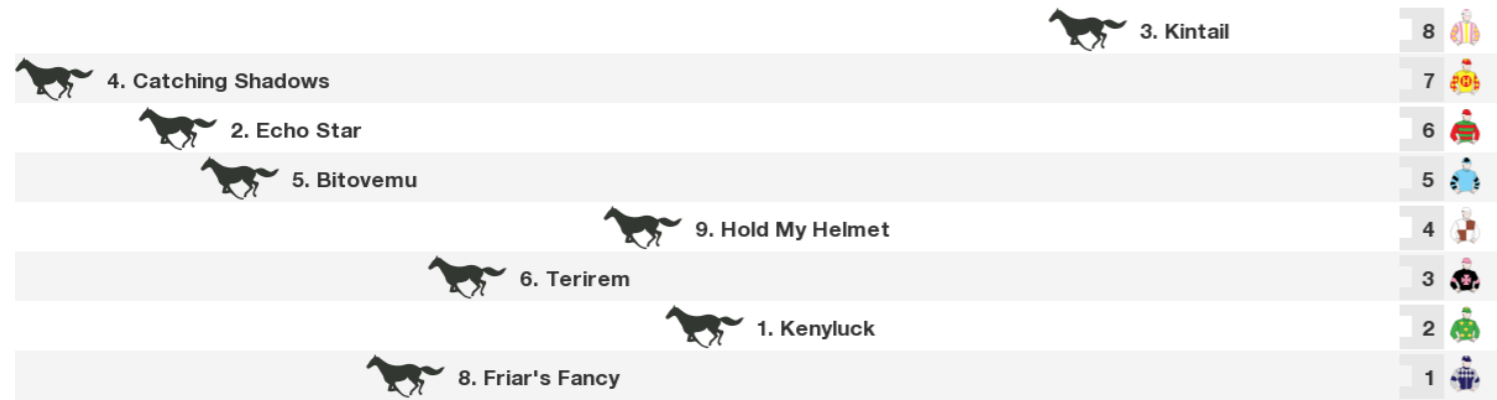 3. Kintail 8
4. Catching Shadows 7
2. Echo Star 6
5. Bitovemu 5
9. Hold My Helmet 4
6. Terirem 3
1. Kenyluck 2
8. Friar's Fancy 1